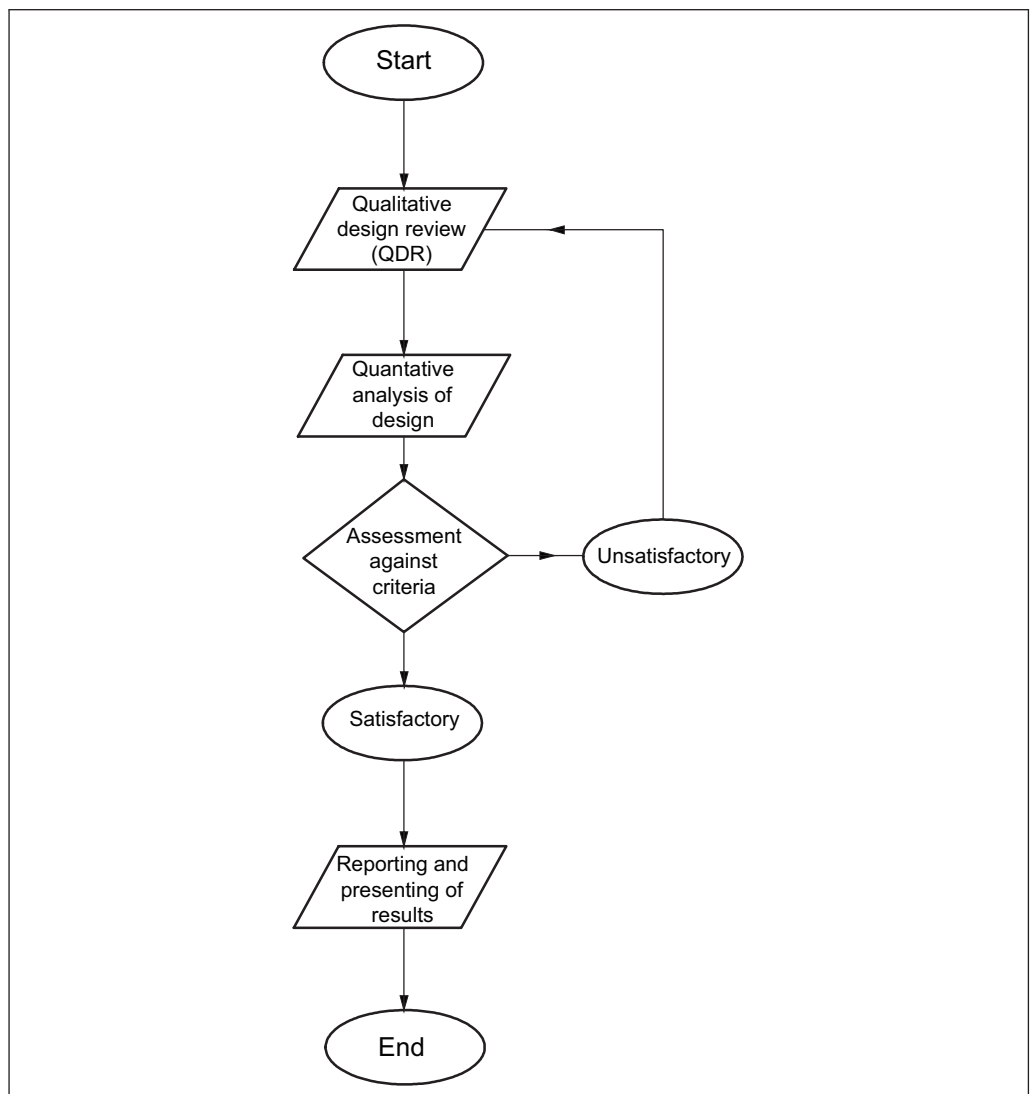 Start
Qualitative
design review
(QDR)
Quantative
analysis of
design
Assessment
against
criteria
Unsatisfactory
Satisfactory
Reporting and
presenting of
results
End